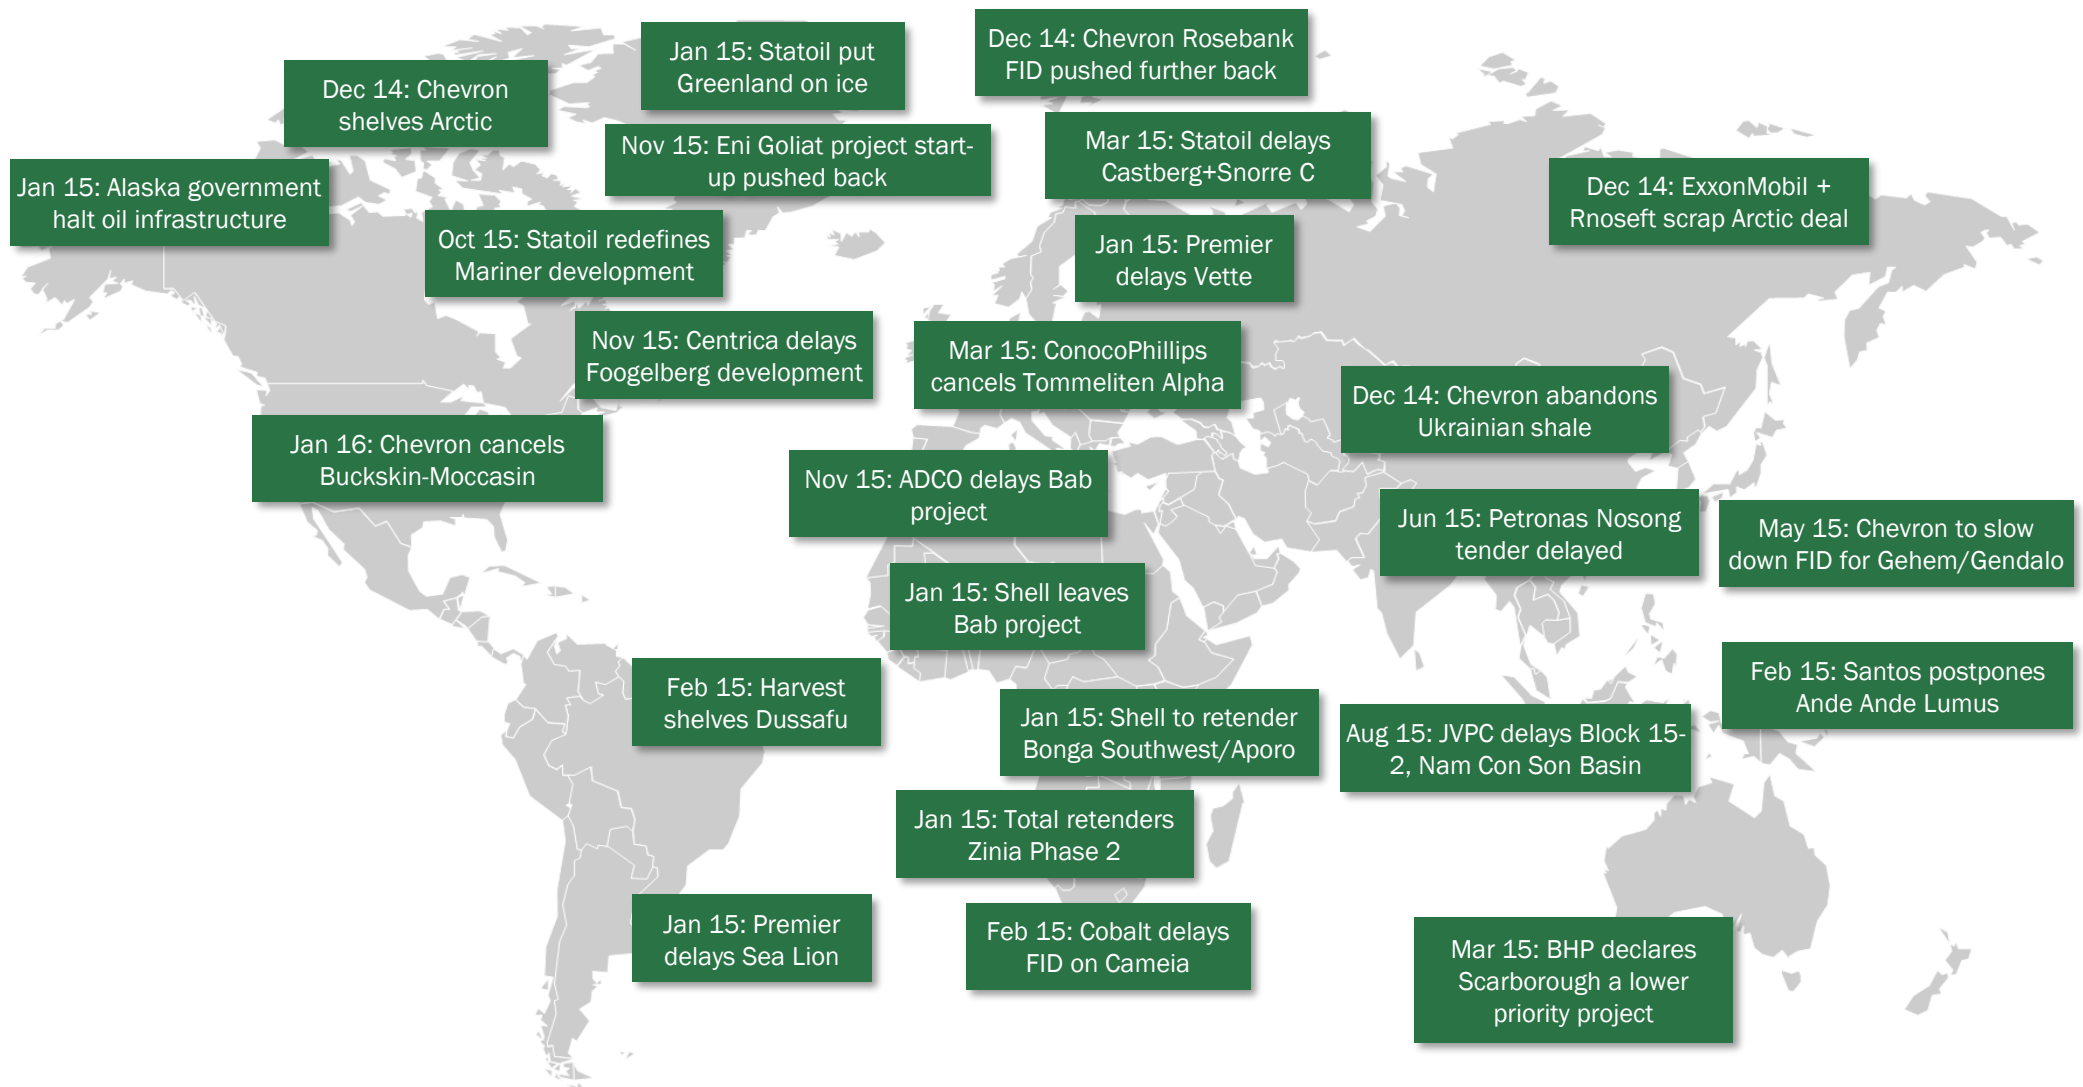 Dec 14: Chevron Rosebank
FID pushed further back
Jan 15: Statoil put
Greenland on ice
Dec 14: Chevron
shelves Arctic
Nov 15: Eni Goliat project start-
up pushed back
Mar 15: Statoil delays
Castberg+Snorre C
Jan 15: Alaska government
halt oil infrastructure
Dec 14: ExxonMobil +
Rnoseft scrap Arctic deal
Oct 15: Statoil redefines
Mariner development
Jan 15: Premier
delays Vette
Nov 15: Centrica delays
Foogelberg development
Mar 15: ConocoPhillips
cancels Tommeliten Alpha
Dec 14: Chevron abandons
Ukrainian shale
Jan 16: Chevron cancels
Buckskin-Moccasin
Nov 15: ADCO delays Bab
project
Jun 15: Petronas Nosong
tender delayed
May 15: Chevron to slow
down FID for Gehem/Gendalo
Jan 15: Shell leaves
Bab project
Feb 15: Harvest
shelves Dussafu
Feb 15: Santos postpones
Ande Ande Lumus
Jan 15: Shell to retender
Bonga Southwest/Aporo
Aug 15: JVPC delays Block 15-
2, Nam Con Son Basin
Jan 15: Total retenders
Zinia Phase 2
Jan 15: Premier
delays Sea Lion
Feb 15: Cobalt delays
FID on Cameia
Mar 15: BHP declares
Scarborough a lower
priority project